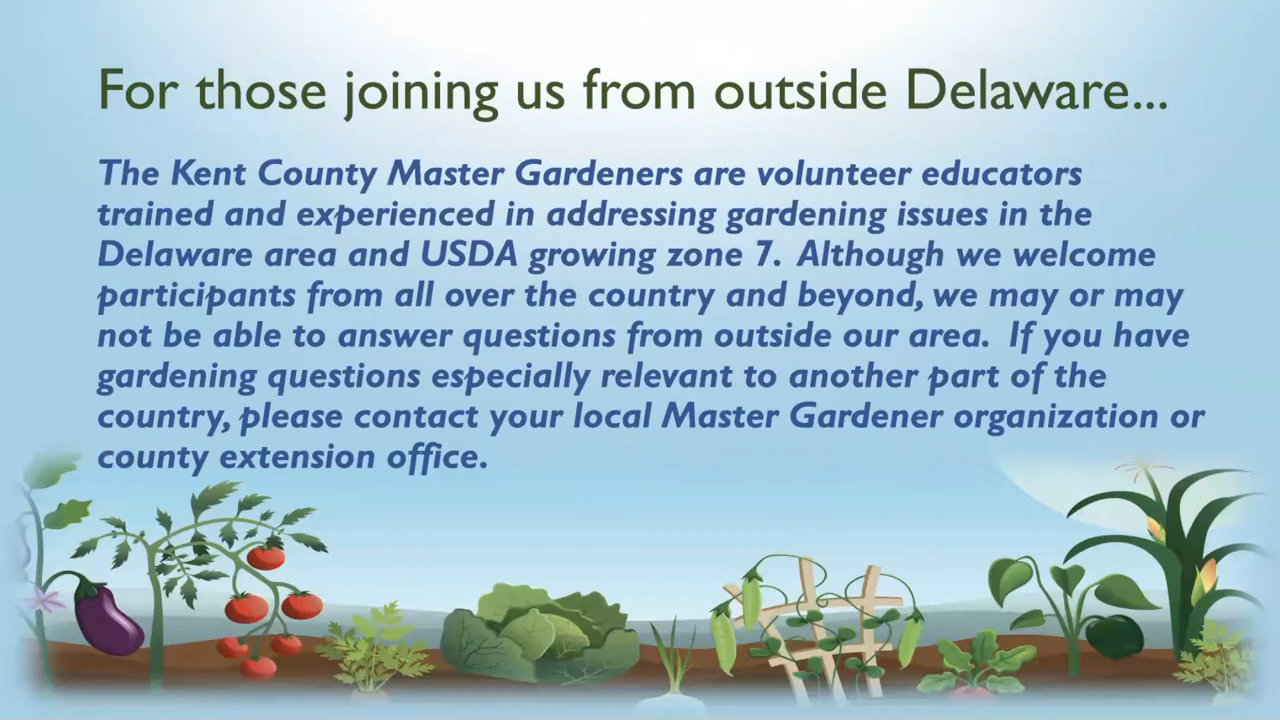 For those joining us from outside Delaware...
The Kent County Master Gardeners are volunteer educators
trained and experienced in addressing gardening issues in the
Delaware area and USDA growing zone 7.  Although we welcome
participants from all over the country and beyond, we may or may
not be able to answer questions from outside our area.  If you have
gardening questions especially relevant to another part of the
country, please contact your local Master Gardener organization or
county extension office.